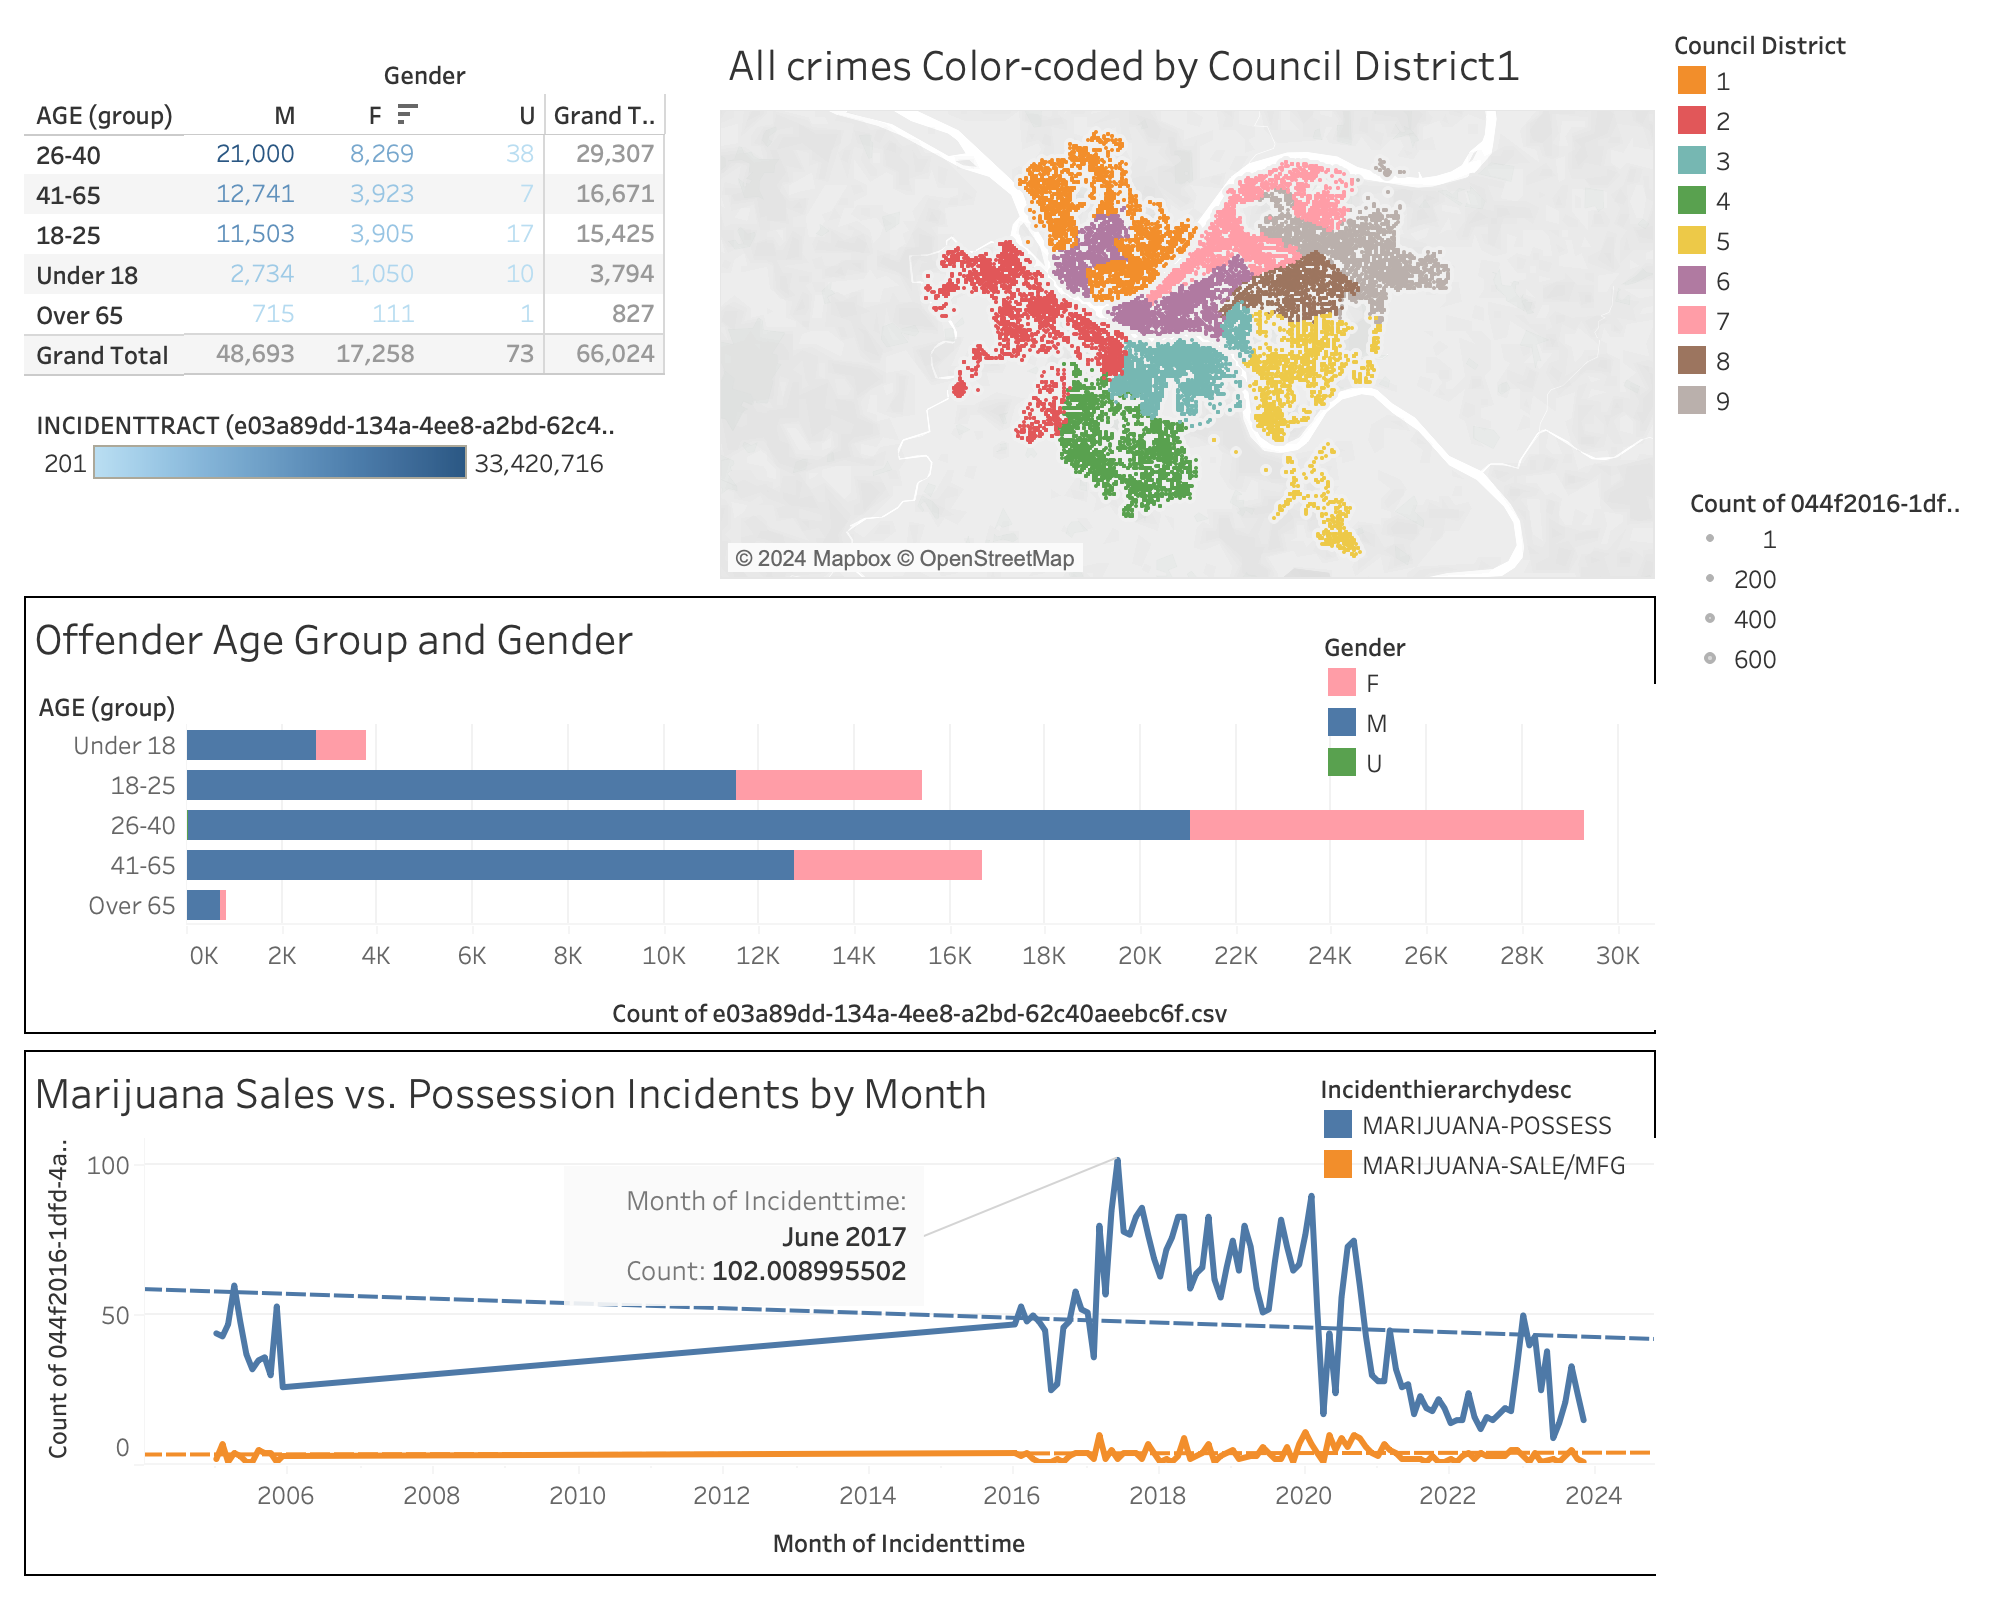 Gender
AGE (group) M F U Grand T..
26-40 21,000 8,269 38 29,307
41-65 12,741 3,923 7 16,671
18-25 11,503 3,905 17 15,425
Under 18 2,734 1,050 10 3,794
Over 65 715 111 1 827
Grand Total 48,693 17,258 73 66,024
INCIDENTTRACT (e03a89dd-134a-4ee8-a2bd-62c4..
201 33,420,716
All crimes Color-coded by Council District1
© 2024 Mapbox © OpenStreetMap
Council District
1
2
3
4
5
6
7
8
9
Count of 044f2016-1df..
1
200
400
600
Offender Age Group and Gender
Gender
F
M
U
AGE (group)
Under 18
18-25
26-40
41-65
Over 65
0K 2K 4K 6K 8K 10K 12K 14K 16K 18K 20K 22K 24K 26K 28K 30K
Count of e03a89dd-134a-4ee8-a2bd-62c40aeebc6f.csv
Marijuana Sales vs. Possession Incidents by Month
Incidenthierarchydesc
MARIJUANA-POSSESS
MARIJUANA-SALE/MFG
Count of 044f2016-1dfd-4a..
100
50
0
Month of Incidenttime:
June 2017
Count: 102.008995502
2006 2008 2010 2012 2014 2016 2018 2020 2022 2024
Month of Incidenttime